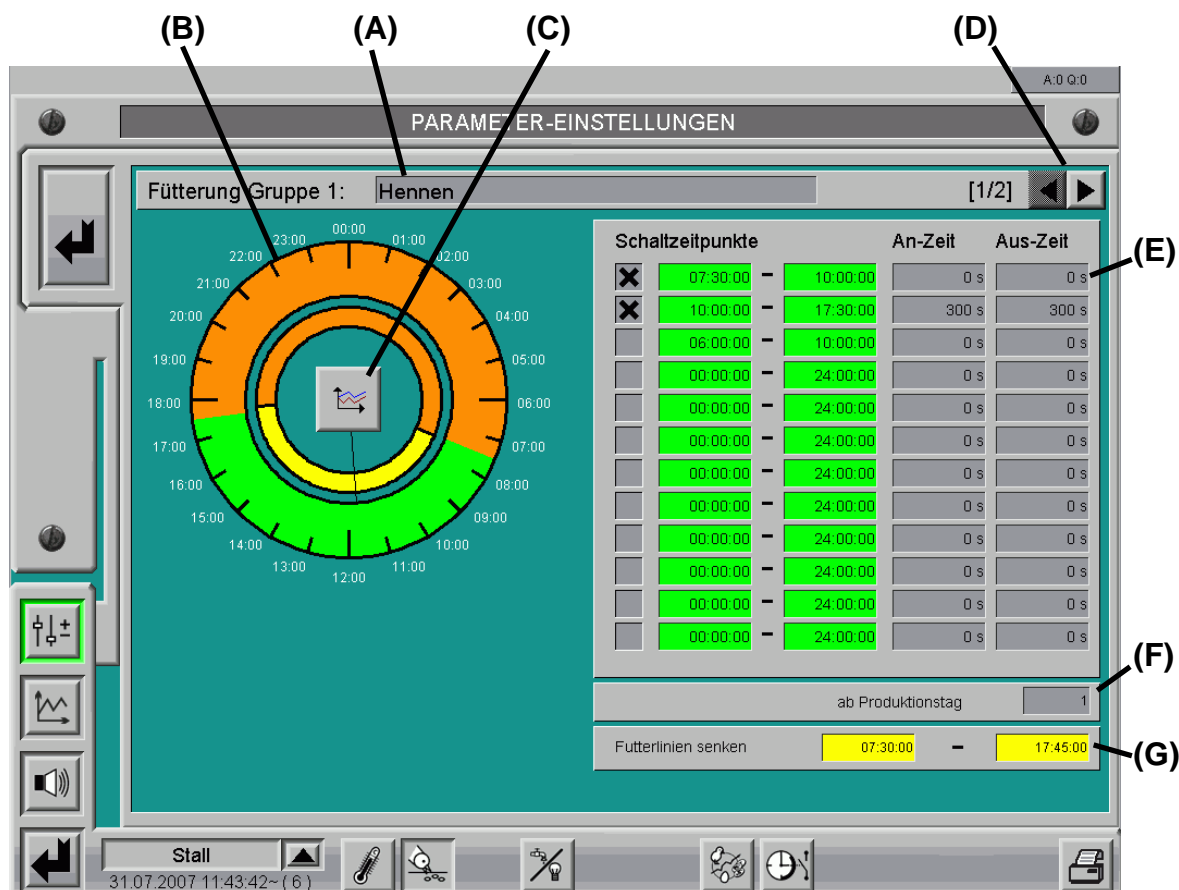 (B) (A) (C) (D)
A:0 Q:0
PARAMETER-EINSTELLUNGEN
Fütterung Gruppe 1: Hennen [1/2]
00:00
01:00
02:00
03:00
04:00
05:00
06:00
07:00
08:00
09:00
10:00
11:00
12:00
13:00
14:00
15:00
16:00
17:00
18:00
19:00
20:00
21:00
22:00
23:00
Schaltzeitpunkte An-Zeit Aus-Zeit
07:30:00 - 10:00:00 0 s 0 s (E)
10:00:00 - 17:30:00 300 s 300 s
06:00:00 - 10:00:00 0 s 0 s
00:00:00 - 24:00:00 0 s 0 s
00:00:00 - 24:00:00 0 s 0 s
00:00:00 - 24:00:00 0 s 0 s
00:00:00 - 24:00:00 0 s 0 s
00:00:00 - 24:00:00 0 s 0 s
00:00:00 - 24:00:00 0 s 0 s
00:00:00 - 24:00:00 0 s 0 s
00:00:00 - 24:00:00 0 s 0 s
00:00:00 - 24:00:00 0 s 0 s
ab Produktionstag 1 (F)
Futterlinien senken 07:30:00 - 17:45:00 (G)
Stall
31.07.2007 11:43:42~ ( 6 )